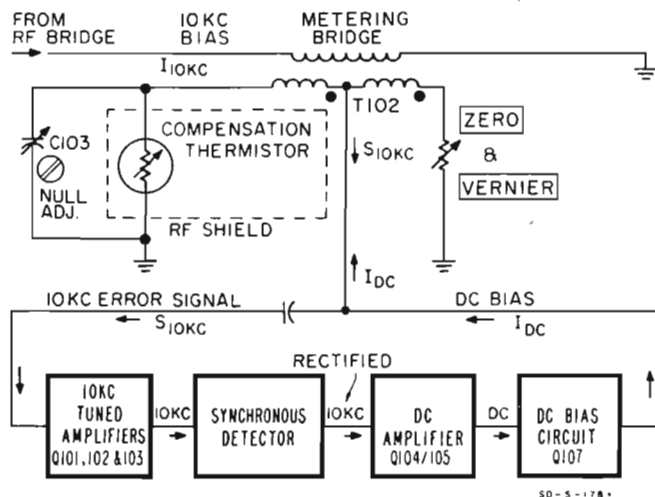 FROM
RF BRIDGE
10KC
BIAS
I10KC
METERING
BRIDGE
T102
C103
NULL
ADJ.
COMPENSATION
THERMISTOR
RF SHIELD
S10KC
ZERO
&
VERNIER
IDC
10KC ERROR SIGNAL
S10KC
DC BIAS
IDC
RECTIFIED
10KC
TUNED
AMPLIFIERS
Q101, 102 & 103
10KC
SYNCHRONOUS
DETECTOR
10KC
DC
AMPLIFIER
Q104/105
DC
DC BIAS
CIRCUIT
Q107